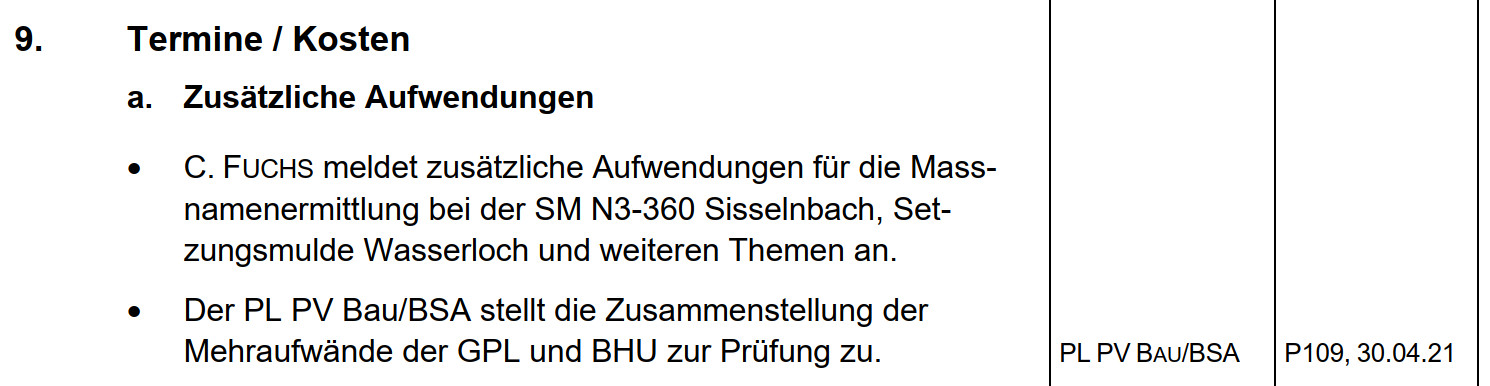 9. Termine / Kosten
a. Zusätzliche Aufwendungen
• C. FUCHS meldet zusätzliche Aufwendungen für die Mass-
namenermittlung bei der SM N3-360 Sisselnbach, Set-
zungsmulde Wasserloch und weiteren Themen an.
• Der PL PV Bau/BSA stellt die Zusammenstellung der
Mehraufwände der GPL und BHU zur Prüfung zu. PL PV BAU/BSA P109, 30.04.21